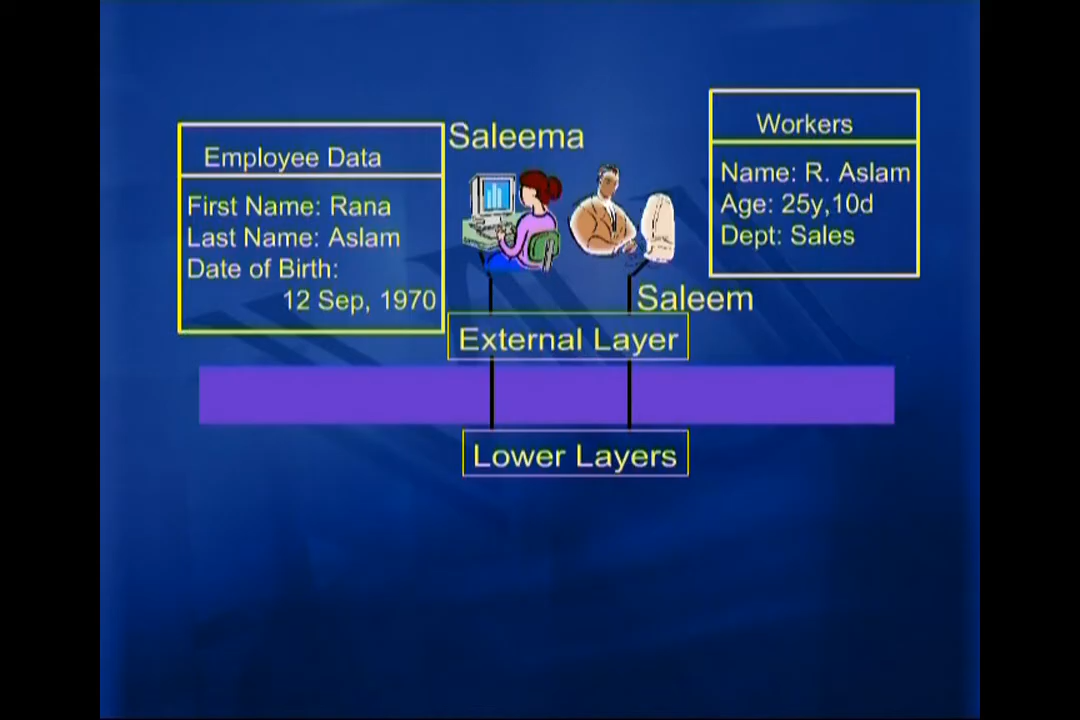 Employee Data
First Name: Rana
Last Name: Aslam
Date of Birth:
12 Sep, 1970
Saleema
Workers
Name: R. Aslam
Age: 25y,10d
Dept: Sales
Saleem
External Layer
Lower Layers